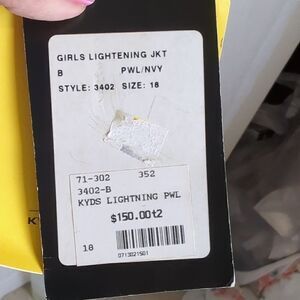 GIRLS LIGHTENING JKT
B PWL/NVY
STYLE: 3402 SIZE: 18
71-302 352
3402-B
KYDS LIGHTNING PWL
$150.00t2
18
0713021501
K